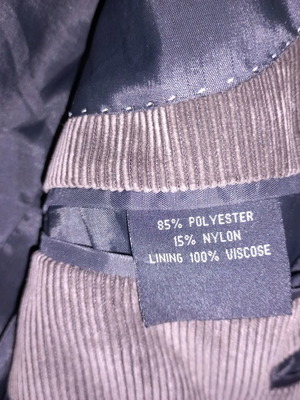 85% POLYESTER
15% NYLON
LINING 100% VISCOSE